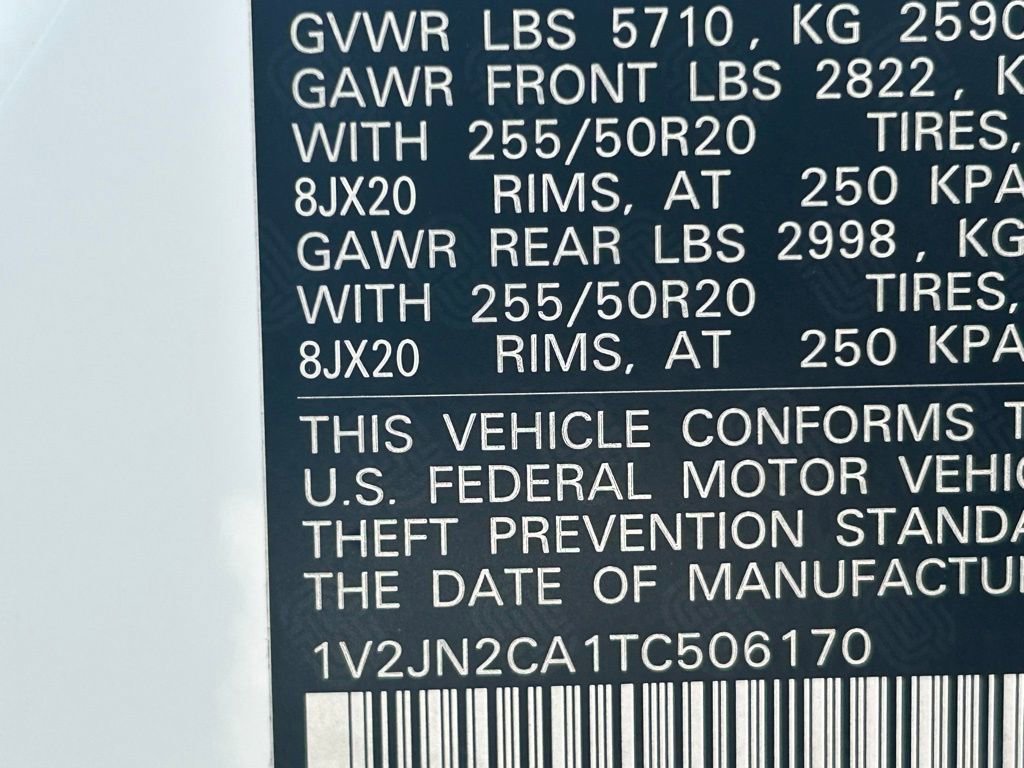 GVWR LBS 5710, KG 2590
GAWR FRONT LBS 2822, K
WITH 255/50R20 TIRES,
8JX20 RIMS, AT 250 KPA
GAWR REAR LBS 2998, KG
WITH 255/50R20 TIRES,
8JX20 RIMS, AT 250 KPA
THIS VEHICLE CONFORMS T
U.S. FEDERAL MOTOR VEHIC
THEFT PREVENTION STANDA
THE DATE OF MANUFACTU
1V2JN2CA1TC506170